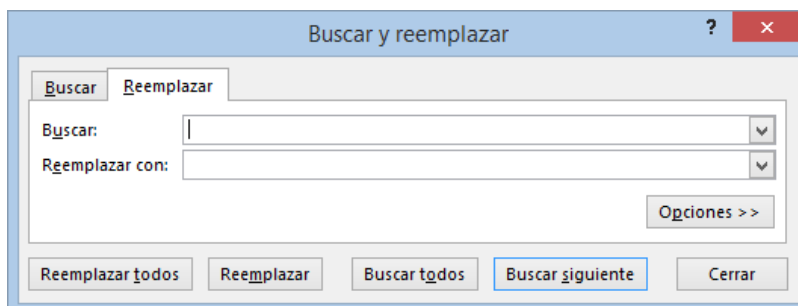 Buscar y reemplazar ?
Buscar Reemplazar
Buscar:
Reemplazar con:
Opciones >>
Reemplazar todos Reemplazar Buscar todos Buscar siguiente Cerrar